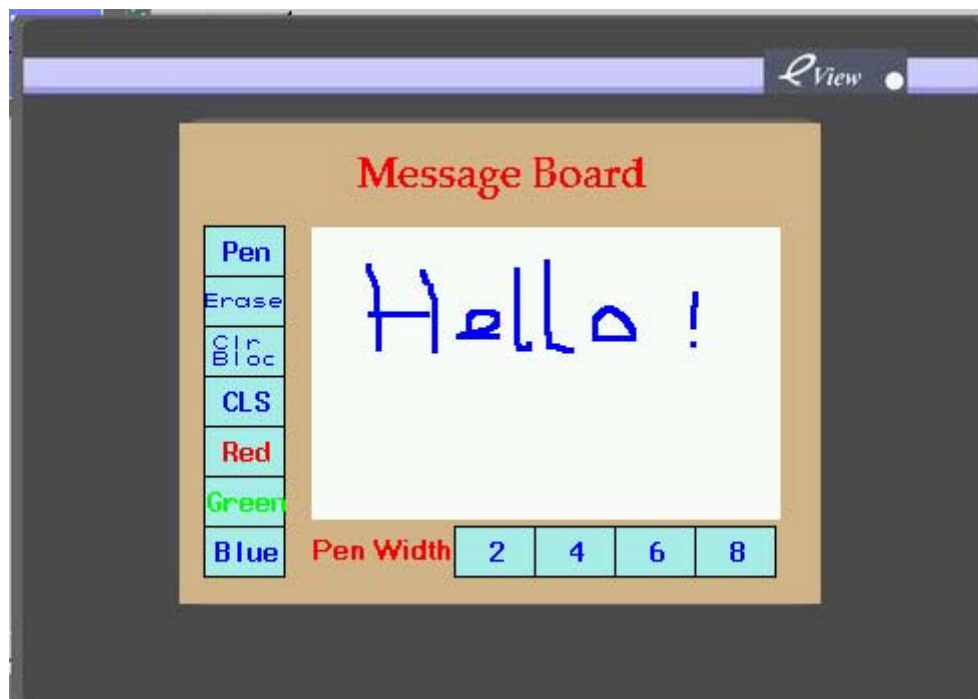 eView
Message Board
Pen
Erase
Clr
Bloc
CLS
Red
Green
Blue
Hello !
Pen Width 2 4 6 8